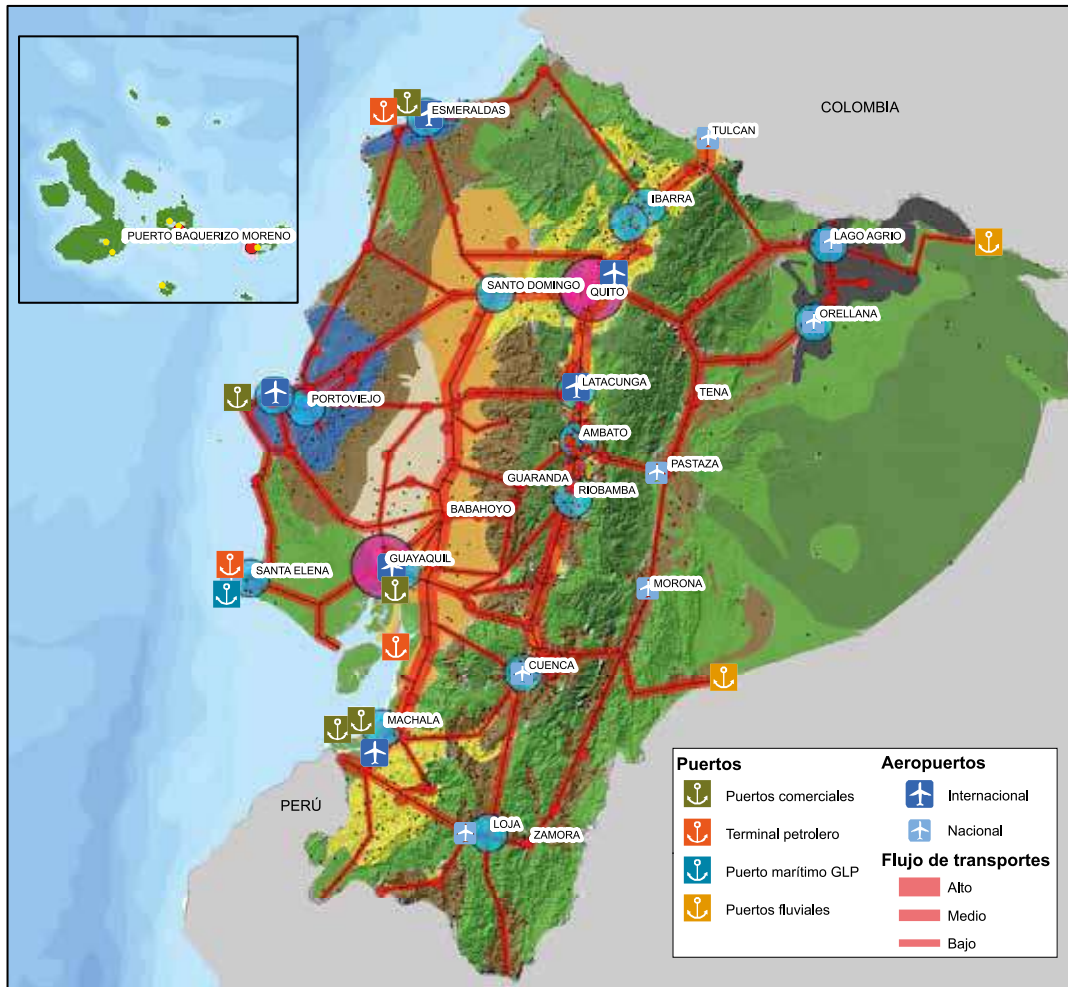 COLOMBIA
ESMERALDAS
TULCAN
IBARRA
PUERTO BAQUERIZO MORENO
LAGO AGRIO
SANTO DOMINGO
QUITO
ORELLANA
LATACUNGA
TENA
PORTOVIEJO
AMBATO
PASTAZA
GUARANDA
RIOBAMBA
BABAHOYO
GUAYAQUIL
SANTA ELENA
MORONA
CUENCA
MACHALA
PERÚ
LOJA
ZAMORA
Puertos
Puertos comerciales
Terminal petrolero
Puerto marítimo GLP
Puertos fluviales
Aeropuertos
Internacional
Nacional
Flujo de transportes
Alto
Medio
Bajo